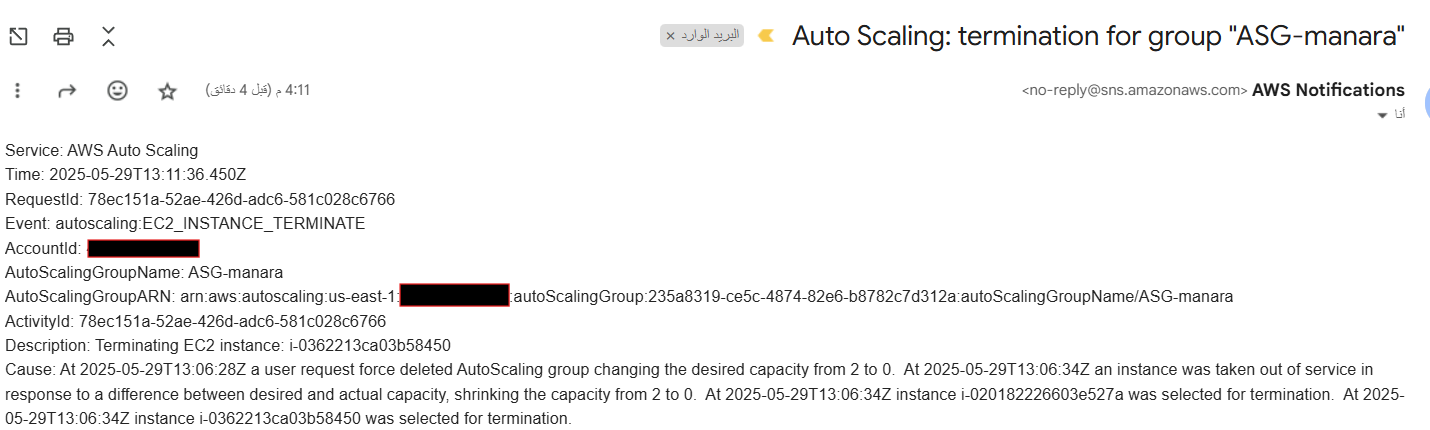 Auto Scaling: termination for group "ASG-manara"
البريد الوارد ×
AWS Notifications <no-reply@sns.amazonaws.com>
4:11 م (قبل 4 دقائق)
أنا
Service: AWS Auto Scaling
Time: 2025-05-29T13:11:36.450Z
RequestId: 78ec151a-52ae-426d-adc6-581c028c6766
Event: autoscaling:EC2_INSTANCE_TERMINATE
AccountId:
AutoScalingGroupName: ASG-manara
AutoScalingGroupARN: arn:aws:autoscaling:us-east-1: :autoScalingGroup:235a8319-ce5c-4874-82e6-b8782c7d312a:autoScalingGroupName/ASG-manara
ActivityId: 78ec151a-52ae-426d-adc6-581c028c6766
Description: Terminating EC2 instance: i-0362213ca03b58450
Cause: At 2025-05-29T13:06:28Z a user request force deleted AutoScaling group changing the desired capacity from 2 to 0.  At 2025-05-29T13:06:34Z an instance was taken out of service in
response to a difference between desired and actual capacity, shrinking the capacity from 2 to 0.  At 2025-05-29T13:06:34Z instance i-020182226603e527a was selected for termination.  At 2025-
05-29T13:06:34Z instance i-0362213ca03b58450 was selected for termination.